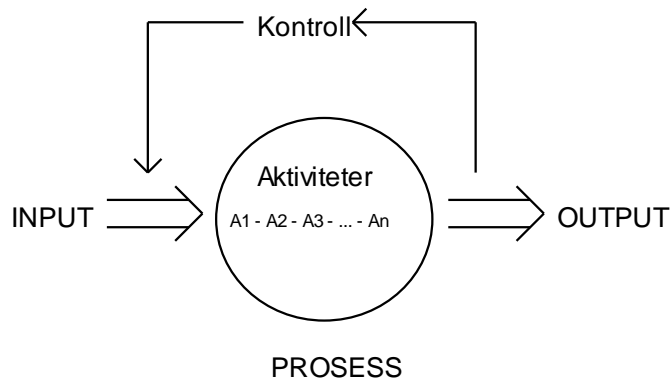 Kontroll
Aktiviteter
INPUT
A1 - A2 - A3 - ... - An
OUTPUT
PROSESS